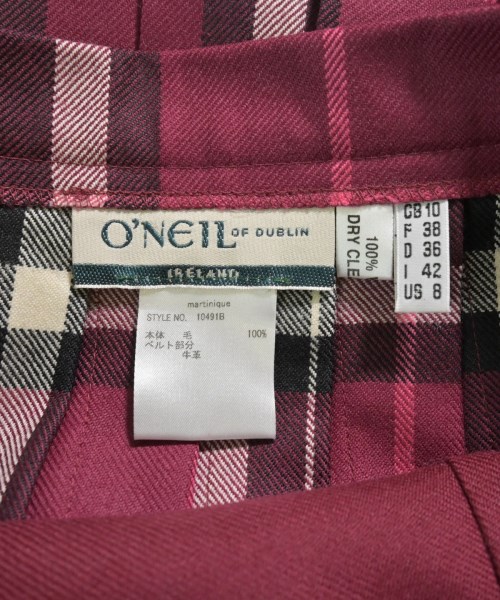 O'NEIL OF DUBLIN
IRELAND
100%
DRY CLE
GB 10
F 38
D 36
I 42
US 8
martinique
STYLE NO. 10491B
本体 毛 100%
ベルト部分
牛革